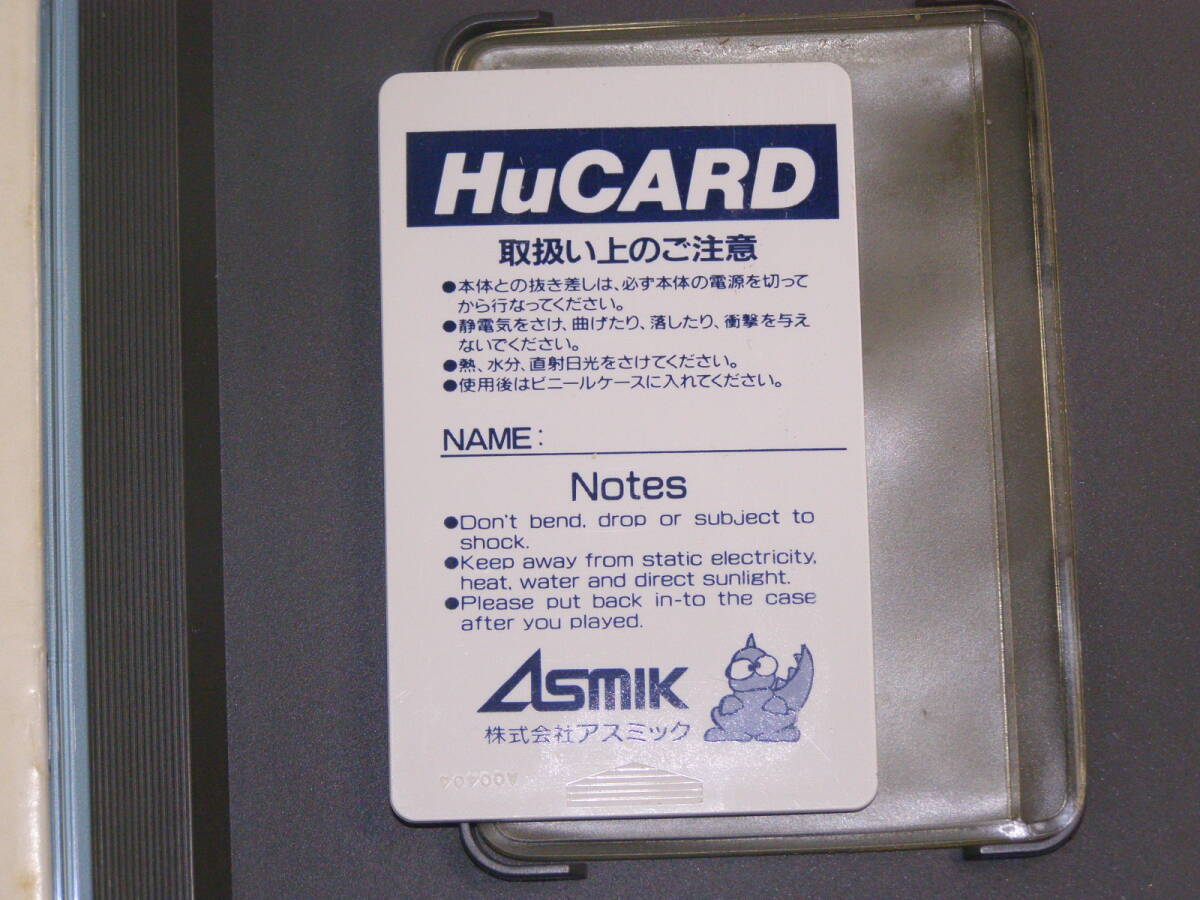 HuCARD
取扱い上のご注意
●本体との抜き差しは、必ず本体の電源を切って
から行なってください。
●静電気をさけ、曲げたり、落したり、衝撃を与え
ないでください。
●熱、水分、直射日光をさけてください。
●使用後はビニールケースに入れてください。
NAME:
Notes
●Don't bend, drop or subject to
shock.
●Keep away from static electricity,
heat, water and direct sunlight.
●Please put back in-to the case
after you played.
ASMIK
株式会社アスミック
A00404